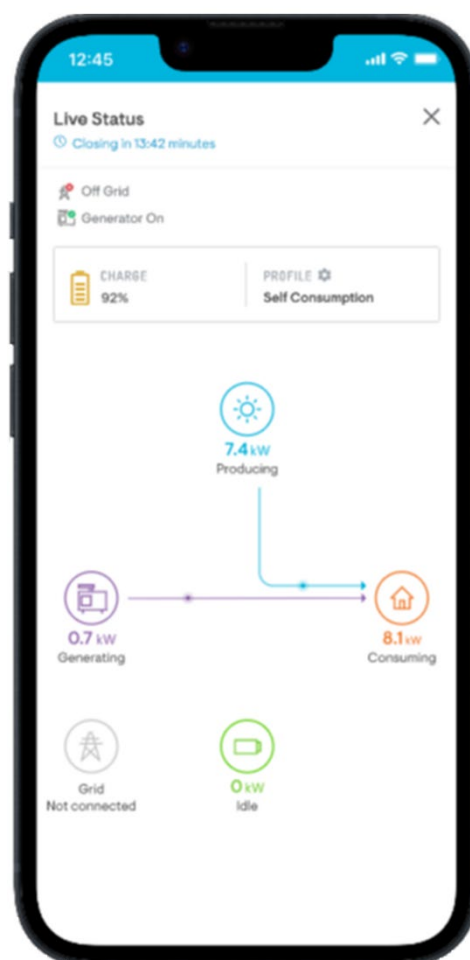 12:45
Live Status
Closing in 13:42 minutes
Off Grid
Generator On
CHARGE
92%
PROFILE
Self Consumption
7.4 kW
Producing
0.7 kW
Generating
8.1 kW
Consuming
Grid
Not connected
0 kW
Idle